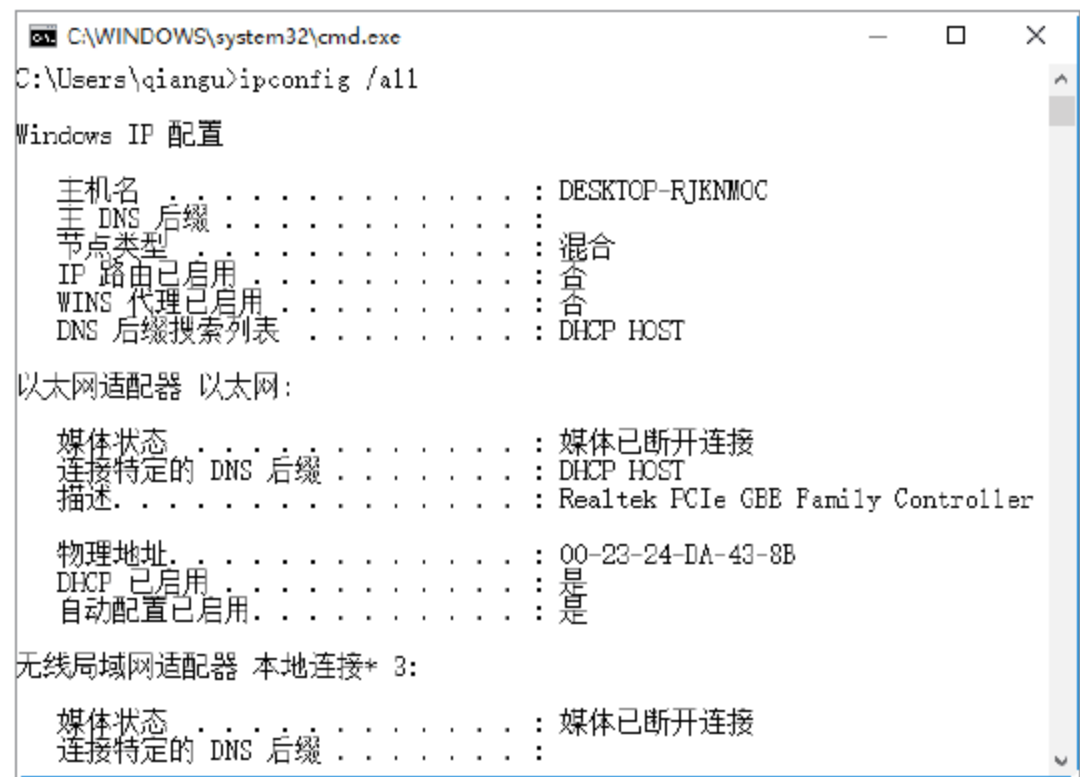 C:\WINDOWS\system32\cmd.exe
C:\Users\qiangu>ipconfig /all
Windows IP 配置
主机名 . . . . . . . . . . . . . : DESKTOP-RJKNMOC
主 DNS 后缀 . . . . . . . . . . . :
节点类型 . . . . . . . . . . . . : 混合
IP 路由已启用 . . . . . . . . . . : 否
WINS 代理已启用 . . . . . . . . . : 否
DNS 后缀搜索列表 . . . . . . . . : DHCP HOST
以太网适配器 以太网:
媒体状态 . . . . . . . . . . . . : 媒体已断开连接
连接特定的 DNS 后缀 . . . . . . . : DHCP HOST
描述. . . . . . . . . . . . . . . : Realtek PCIe GBE Family Controller
物理地址. . . . . . . . . . . . . : 00-23-24-DA-43-8B
DHCP 已启用 . . . . . . . . . . . : 是
自动配置已启用. . . . . . . . . . : 是
无线局域网适配器 本地连接* 3:
媒体状态 . . . . . . . . . . . . : 媒体已断开连接
连接特定的 DNS 后缀 . . . . . . . :